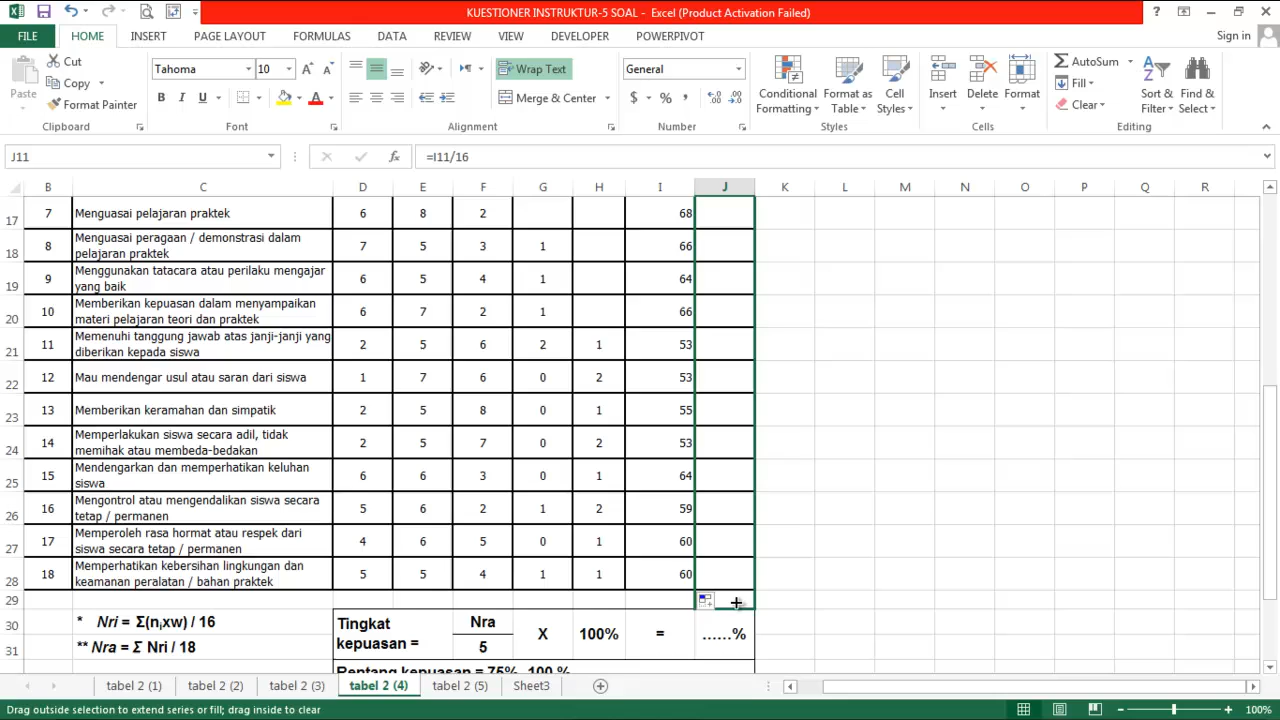 KUESTIONER INSTRUKTUR-5 SOAL - Excel (Product Activation Failed)
FILE HOME INSERT PAGE LAYOUT FORMULAS DATA REVIEW VIEW DEVELOPER POWERPIVOT Sign in
Paste Cut Copy Format Painter Clipboard
Tahoma 10 B I U A Font
Wrap Text Merge & Center Alignment
General $ % , Number
Conditional Formatting Format as Table Cell Styles Styles
Insert Delete Format Cells
AutoSum Fill Clear Sort & Filter Find & Select Editing
J11 fx =I11/16
B C D E F G H I J K L M N O P Q R
17 7 Menguasai pelajaran praktek 6 8 2 68
18 8 Menguasai peragaan / demonstrasi dalam pelajaran praktek 7 5 3 1 66
19 9 Menggunakan tatacara atau perilaku mengajar yang baik 6 5 4 1 64
20 10 Memberikan kepuasan dalam menyampaikan materi pelajaran teori dan praktek 6 7 2 1 66
21 11 Memenuhi tanggung jawab atas janji-janji yang diberikan kepada siswa 2 5 6 2 1 53
22 12 Mau mendengar usul atau saran dari siswa 1 7 6 0 2 53
23 13 Memberikan keramahan dan simpatik 2 5 8 0 1 55
24 14 Memperlakukan siswa secara adil, tidak memihak atau membeda-bedakan 2 5 7 0 2 53
25 15 Mendengarkan dan memperhatikan keluhan siswa 6 6 3 0 1 64
26 16 Mengontrol atau mengendalikan siswa secara tetap / permanen 5 6 2 1 2 59
27 17 Memperoleh rasa hormat atau respek dari siswa secara tetap / permanen 4 6 5 0 1 60
28 18 Memperhatikan kebersihan lingkungan dan keamanan peralatan / bahan praktek 5 5 4 1 1 60
29
30 * Nri = Σ(nᵢxw) / 16 Tingkat kepuasan = Nra X 100% = ......%
31 ** Nra = Σ Nri / 18 5
Rentang kepuasan = 75% 100 %
tabel 2 (1) tabel 2 (2) tabel 2 (3) tabel 2 (4) tabel 2 (5) Sheet3
Drag outside selection to extend series or fill; drag inside to clear 100%